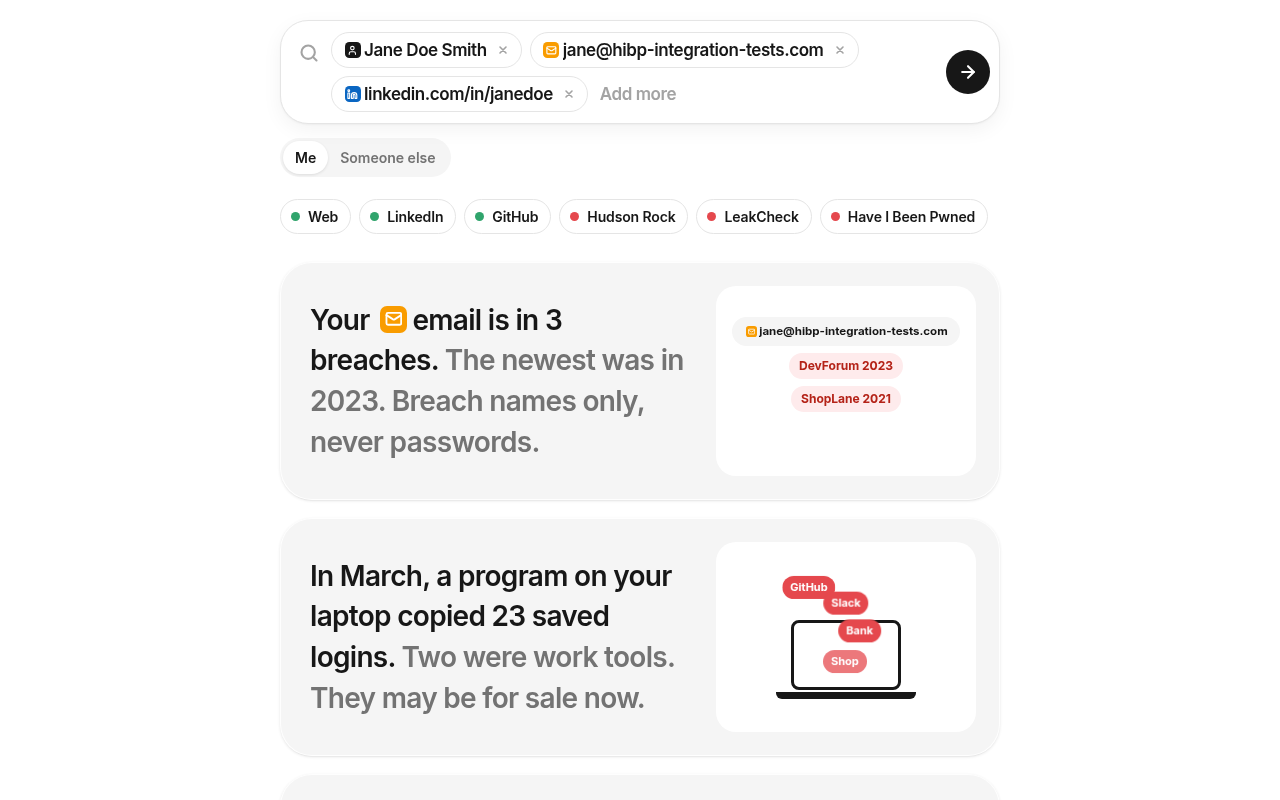 Jane Doe Smith ×
jane@hibp-integration-tests.com ×
linkedin.com/in/janedoe ×
Add more
Me
Someone else
Web
LinkedIn
GitHub
Hudson Rock
LeakCheck
Have I Been Pwned
Your email is in 3
breaches. The newest was in
2023. Breach names only,
never passwords.
jane@hibp-integration-tests.com
DevForum 2023
ShopLane 2021
In March, a program on your
laptop copied 23 saved
logins. Two were work tools.
They may be for sale now.
GitHub
Slack
Bank
Shop